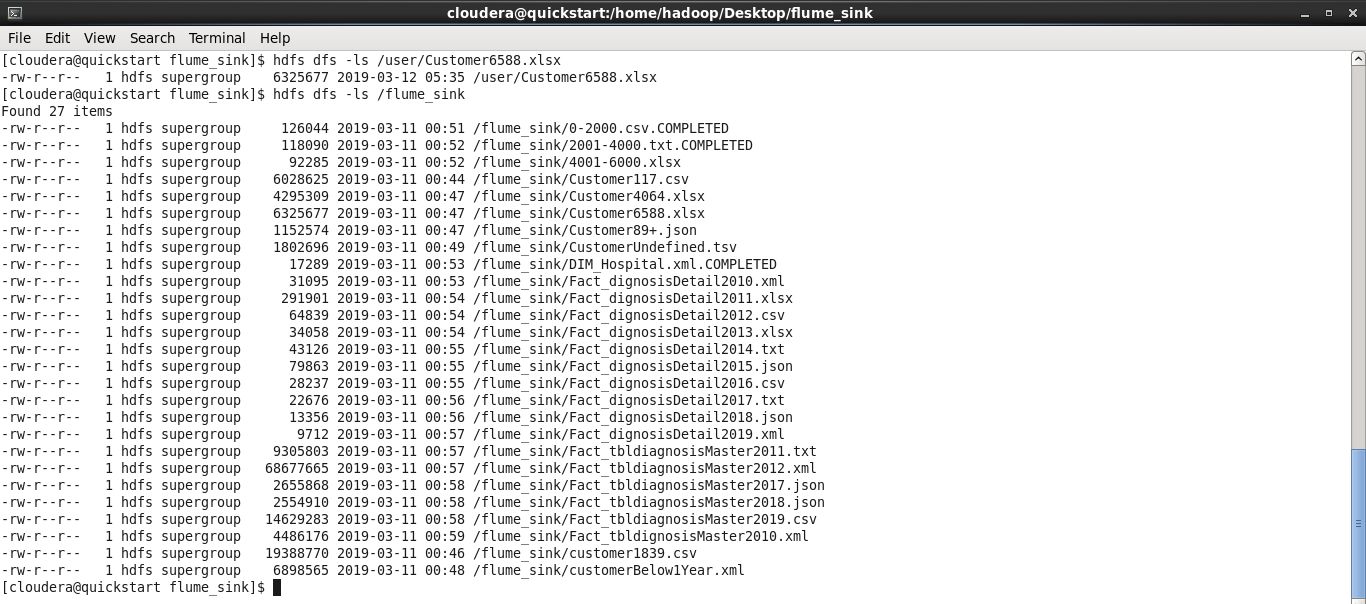 cloudera@quickstart:/home/hadoop/Desktop/flume_sink
File Edit View Search Terminal Help
[cloudera@quickstart flume_sink]$ hdfs dfs -ls /user/Customer6588.xlsx
-rw-r--r--   1 hdfs supergroup    6325677 2019-03-12 05:35 /user/Customer6588.xlsx
[cloudera@quickstart flume_sink]$ hdfs dfs -ls /flume_sink
Found 27 items
-rw-r--r--   1 hdfs supergroup     126044 2019-03-11 00:51 /flume_sink/0-2000.csv.COMPLETED
-rw-r--r--   1 hdfs supergroup     118090 2019-03-11 00:52 /flume_sink/2001-4000.txt.COMPLETED
-rw-r--r--   1 hdfs supergroup      92285 2019-03-11 00:52 /flume_sink/4001-6000.xlsx
-rw-r--r--   1 hdfs supergroup    6028625 2019-03-11 00:44 /flume_sink/Customer117.csv
-rw-r--r--   1 hdfs supergroup    4295309 2019-03-11 00:47 /flume_sink/Customer4064.xlsx
-rw-r--r--   1 hdfs supergroup    6325677 2019-03-11 00:47 /flume_sink/Customer6588.xlsx
-rw-r--r--   1 hdfs supergroup    1152574 2019-03-11 00:47 /flume_sink/Customer89+.json
-rw-r--r--   1 hdfs supergroup    1802696 2019-03-11 00:49 /flume_sink/CustomerUndefined.tsv
-rw-r--r--   1 hdfs supergroup      17289 2019-03-11 00:53 /flume_sink/DIM_Hospital.xml.COMPLETED
-rw-r--r--   1 hdfs supergroup      31095 2019-03-11 00:53 /flume_sink/Fact_dignosisDetail2010.xml
-rw-r--r--   1 hdfs supergroup     291901 2019-03-11 00:54 /flume_sink/Fact_dignosisDetail2011.xlsx
-rw-r--r--   1 hdfs supergroup      64839 2019-03-11 00:54 /flume_sink/Fact_dignosisDetail2012.csv
-rw-r--r--   1 hdfs supergroup      34058 2019-03-11 00:54 /flume_sink/Fact_dignosisDetail2013.xlsx
-rw-r--r--   1 hdfs supergroup      43126 2019-03-11 00:55 /flume_sink/Fact_dignosisDetail2014.txt
-rw-r--r--   1 hdfs supergroup      79863 2019-03-11 00:55 /flume_sink/Fact_dignosisDetail2015.json
-rw-r--r--   1 hdfs supergroup      28237 2019-03-11 00:55 /flume_sink/Fact_dignosisDetail2016.csv
-rw-r--r--   1 hdfs supergroup      22676 2019-03-11 00:56 /flume_sink/Fact_dignosisDetail2017.txt
-rw-r--r--   1 hdfs supergroup      13356 2019-03-11 00:56 /flume_sink/Fact_dignosisDetail2018.json
-rw-r--r--   1 hdfs supergroup       9712 2019-03-11 00:57 /flume_sink/Fact_dignosisDetail2019.xml
-rw-r--r--   1 hdfs supergroup    9305803 2019-03-11 00:57 /flume_sink/Fact_tbldiagnosisMaster2011.txt
-rw-r--r--   1 hdfs supergroup   68677665 2019-03-11 00:57 /flume_sink/Fact_tbldiagnosisMaster2012.xml
-rw-r--r--   1 hdfs supergroup    2655868 2019-03-11 00:58 /flume_sink/Fact_tbldiagnosisMaster2017.json
-rw-r--r--   1 hdfs supergroup    2554910 2019-03-11 00:58 /flume_sink/Fact_tbldiagnosisMaster2018.json
-rw-r--r--   1 hdfs supergroup   14629283 2019-03-11 00:58 /flume_sink/Fact_tbldiagnosisMaster2019.csv
-rw-r--r--   1 hdfs supergroup    4486176 2019-03-11 00:59 /flume_sink/Fact_tbldignosisMaster2010.xml
-rw-r--r--   1 hdfs supergroup   19388770 2019-03-11 00:46 /flume_sink/customer1839.csv
-rw-r--r--   1 hdfs supergroup    6898565 2019-03-11 00:48 /flume_sink/customerBelow1Year.xml
[cloudera@quickstart flume_sink]$